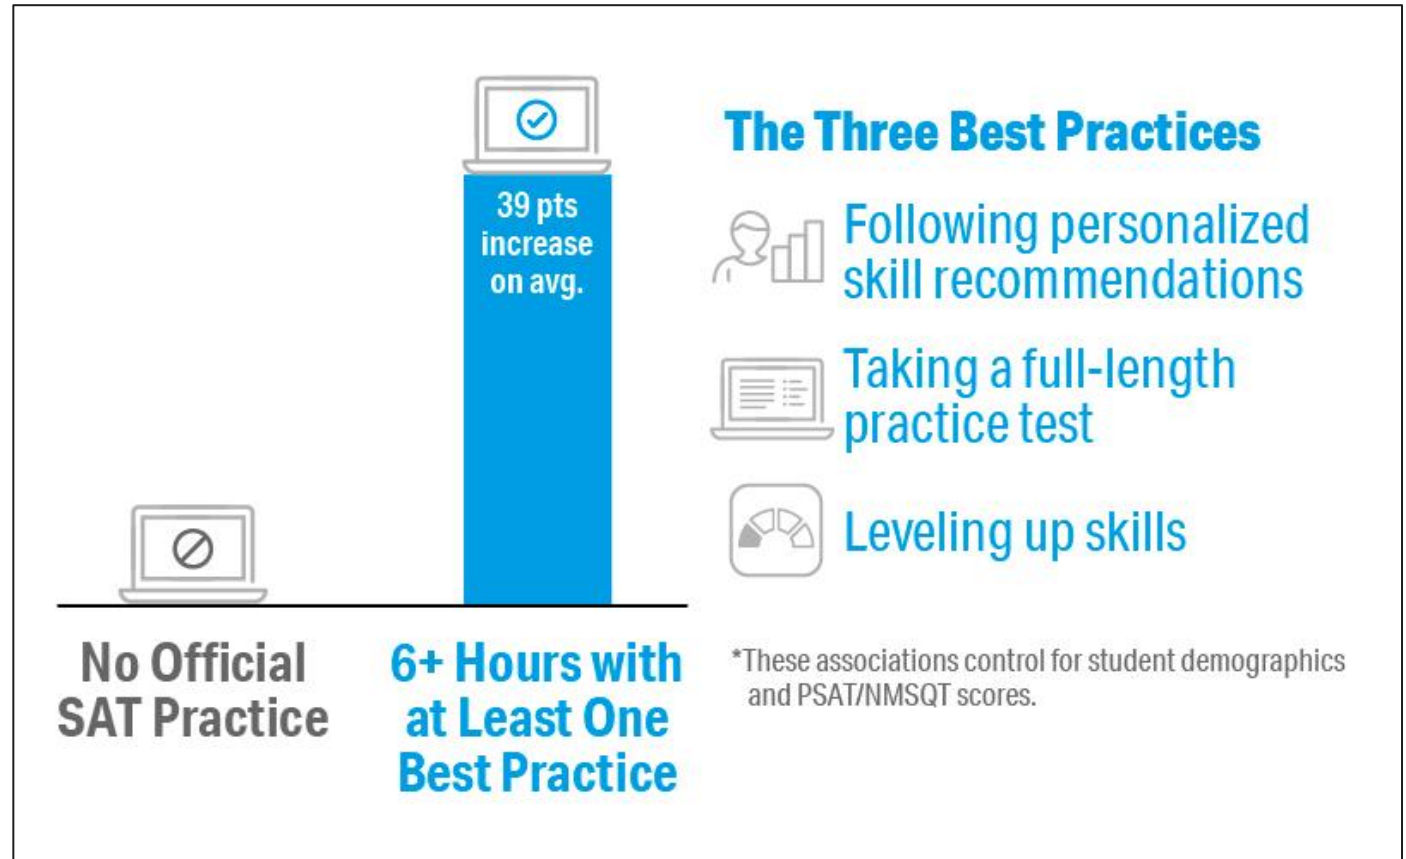 39 pts
increase
on avg.
No Official
SAT Practice
6+ Hours with
at Least One
Best Practice
The Three Best Practices
Following personalized
skill recommendations
Taking a full-length
practice test
Leveling up skills
*These associations control for student demographics
and PSAT/NMSQT scores.